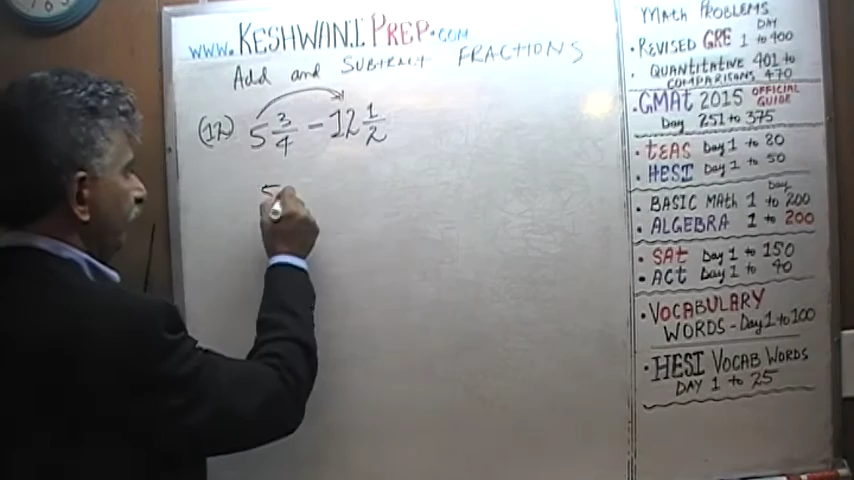 www.KESHWANI PREP.com
Add and SUBTRACT FRACTIONS
(12) 5 3/4 - 12 1/2
5
MATH PROBLEMS
DAY
• REVISED GRE 1 to 400
• QUANTITATIVE 401 to
COMPARISONS 470
• GMAT 2015 OFFICIAL GUIDE
Day 251 to 375
• TEAS Day 1 to 80
• HESI Day 1 to 50
Day
• BASIC MATH 1 to 200
• ALGEBRA 1 to 200
• SAT Day 1 to 150
• ACT Day 1 to 40
• VOCABULARY
WORDS - Day 1 to 100
• HESI VOCAB WORDS
DAY 1 to 25